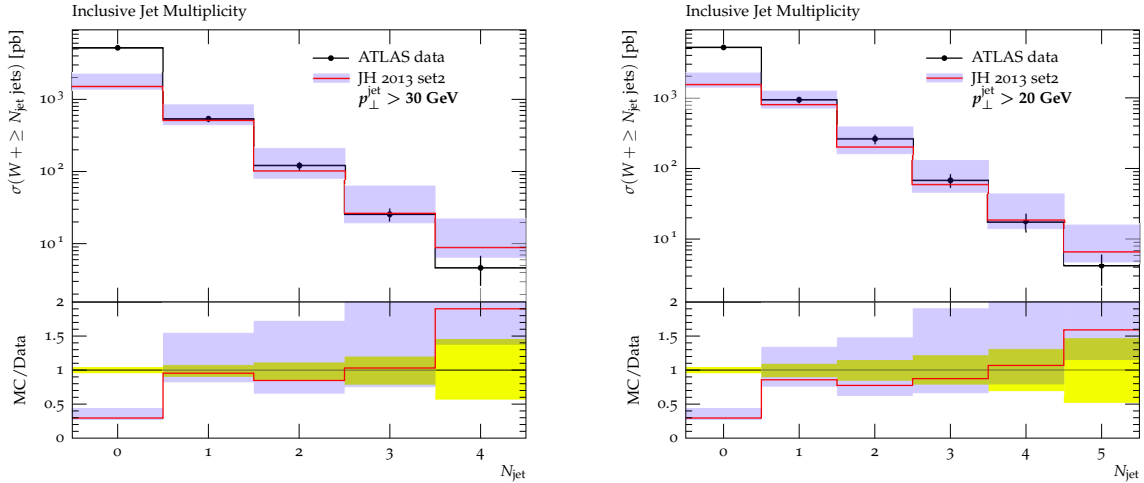 Inclusive Jet Multiplicity
σ(W + ≥ N_jet jets) [pb]
10^3
10^2
10^1
ATLAS data
JH 2013 set2
p_⊥^jet > 30 GeV
MC/Data
2
1.5
1
0.5
0
0 1 2 3 4
N_jet
Inclusive Jet Multiplicity
σ(W + ≥ N_jet jets) [pb]
10^3
10^2
10^1
ATLAS data
JH 2013 set2
p_⊥^jet > 20 GeV
MC/Data
2
1.5
1
0.5
0
0 1 2 3 4 5
N_jet